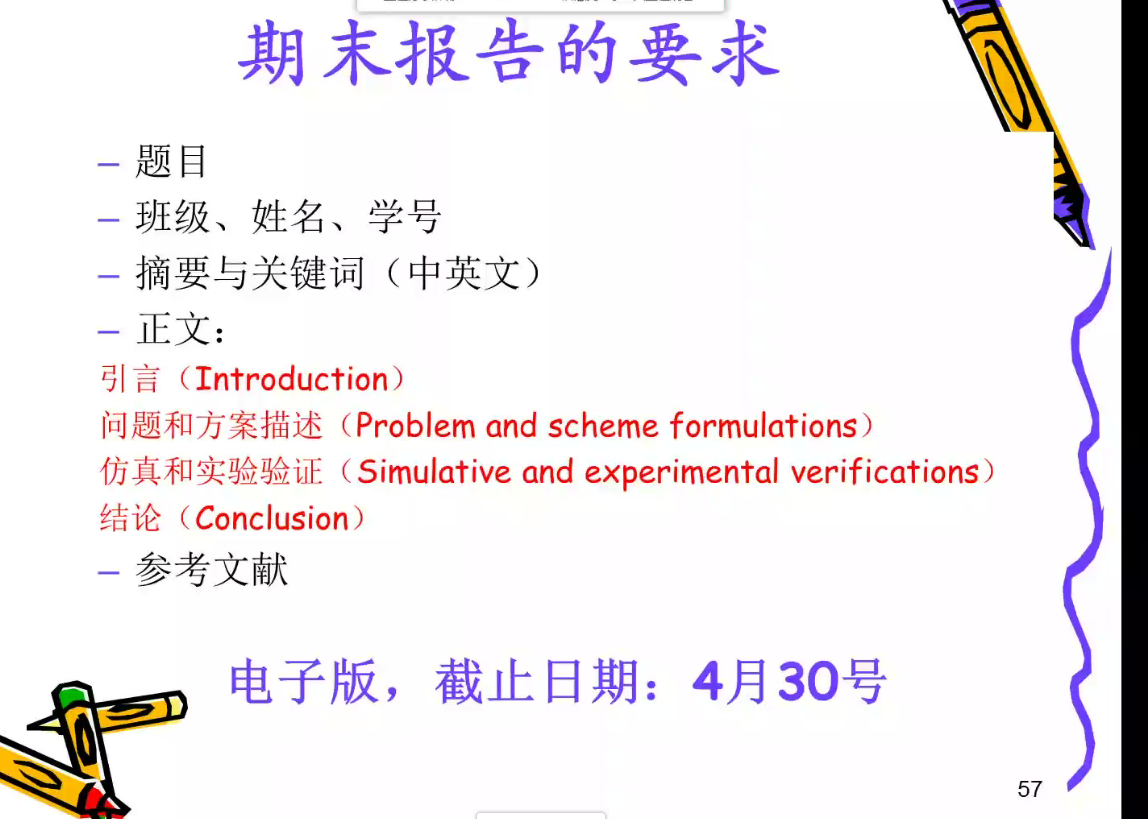 期末报告的要求
– 题目
– 班级、姓名、学号
– 摘要与关键词（中英文）
– 正文：
引言（Introduction）
问题和方案描述（Problem and scheme formulations）
仿真和实验验证（Simulative and experimental verifications）
结论（Conclusion）
– 参考文献
电子版，截止日期：4月30号
57